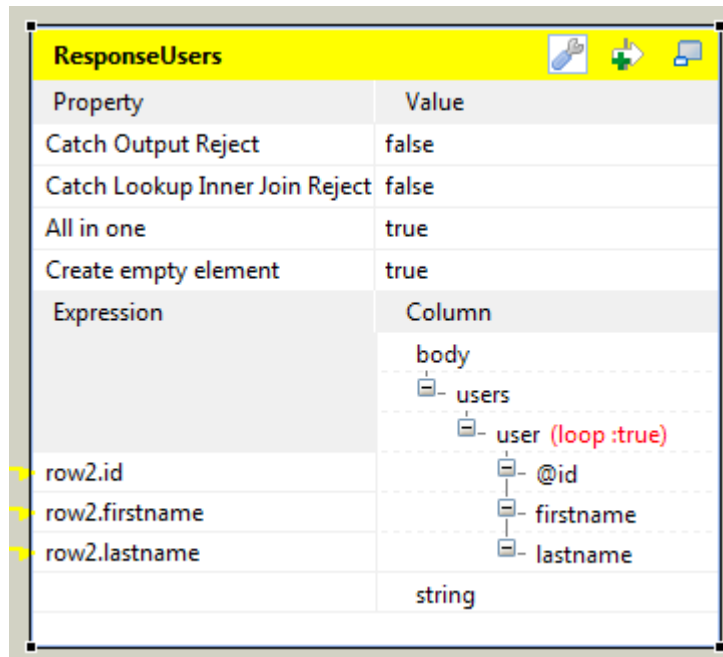 ResponseUsers
Property Value
Catch Output Reject false
Catch Lookup Inner Join Reject false
All in one true
Create empty element true
Expression Column
body
users
user (loop :true)
row2.id @id
row2.firstname firstname
row2.lastname lastname
string